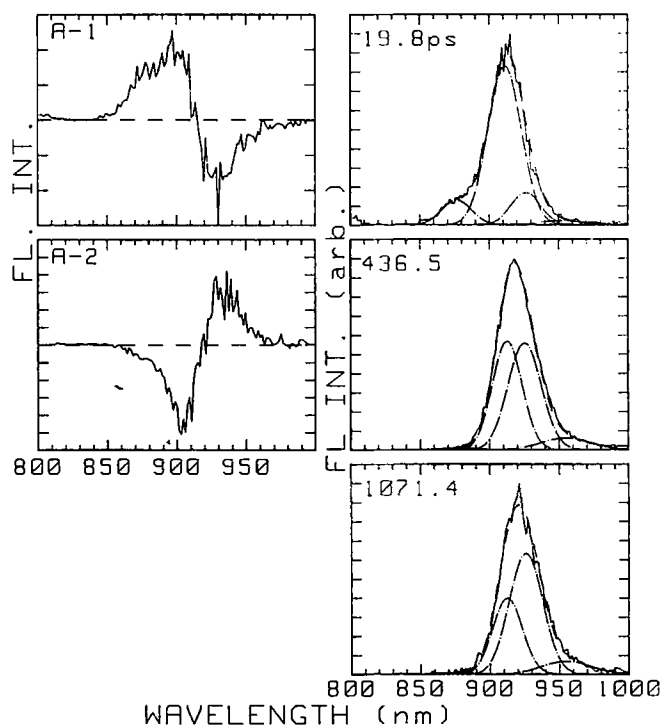 A-1
A-2
FL. INT.
800 850 900 950
19.8ps
436.5
1071.4
FL INT. (arb.)
800 850 900 950 1000
WAVELENGTH (nm)